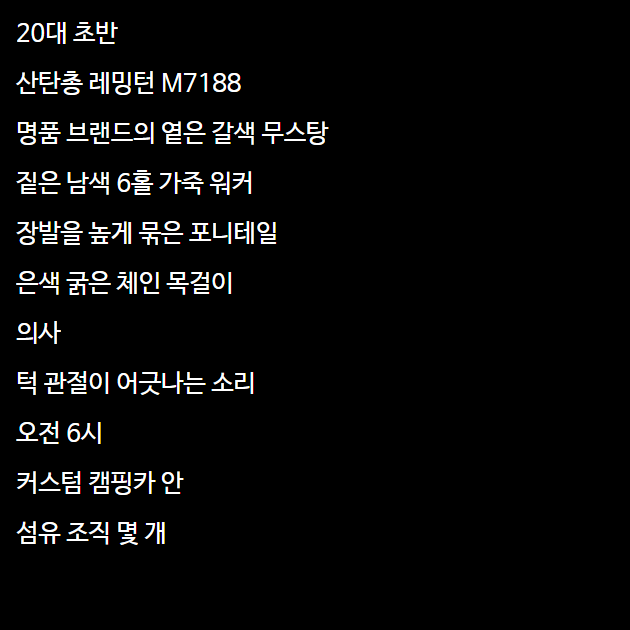 20대 초반
산탄총 레밍턴 M7188
명품 브랜드의 옅은 갈색 무스탕
짙은 남색 6홀 가죽 워커
장발을 높게 묶은 포니테일
은색 굵은 체인 목걸이
의사
턱 관절이 어긋나는 소리
오전 6시
커스텀 캠핑카 안
섬유 조직 몇 개